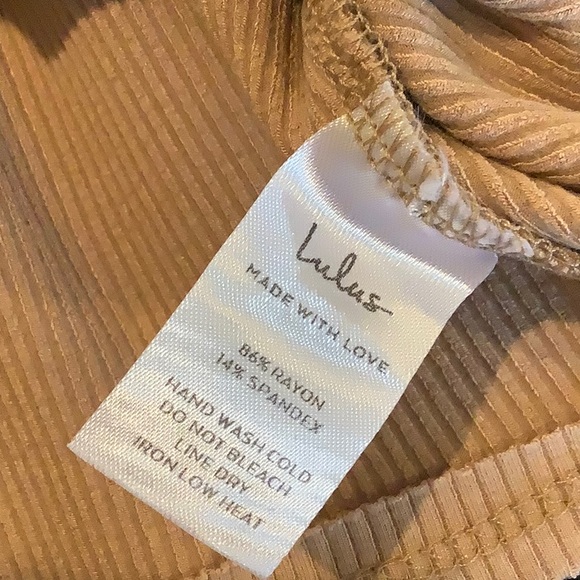 Lulus
MADE WITH LOVE
86% RAYON
14% SPANDEX
HAND WASH COLD
DO NOT BLEACH
LINE DRY
IRON LOW HEAT